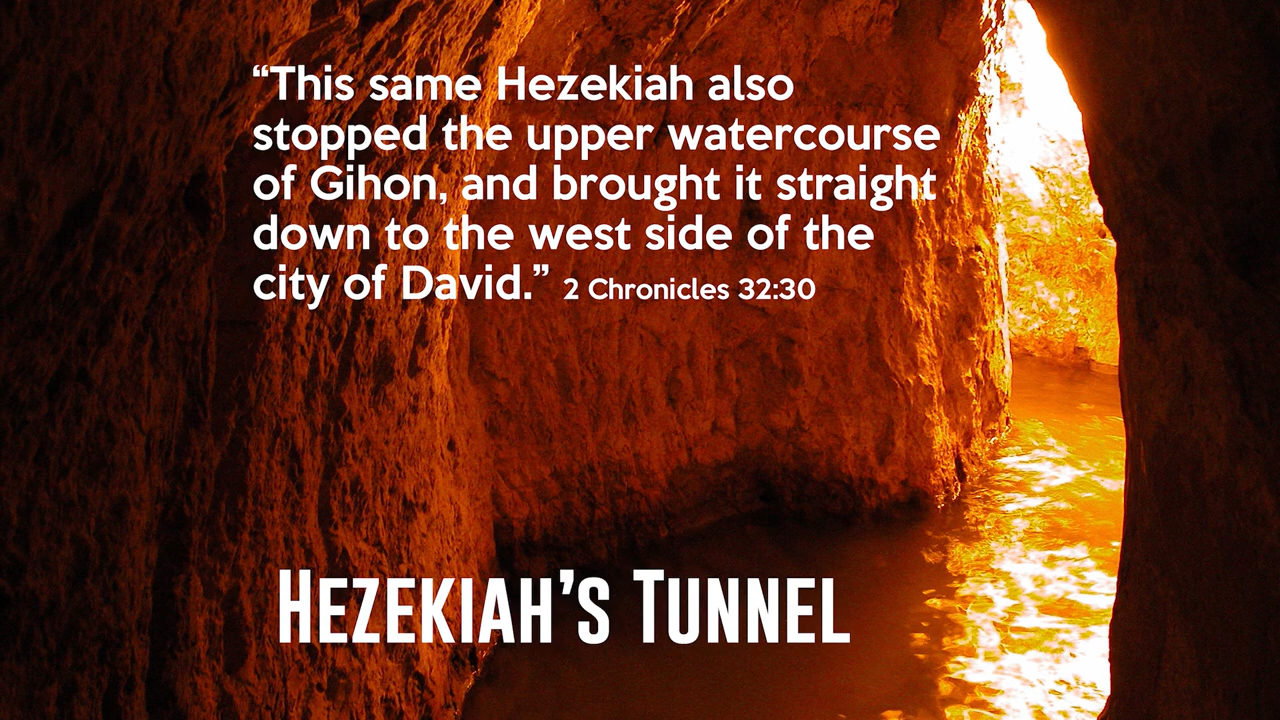 “This same Hezekiah also
stopped the upper watercourse
of Gihon, and brought it straight
down to the west side of the
city of David.” 2 Chronicles 32:30
Hezekiah’s Tunnel